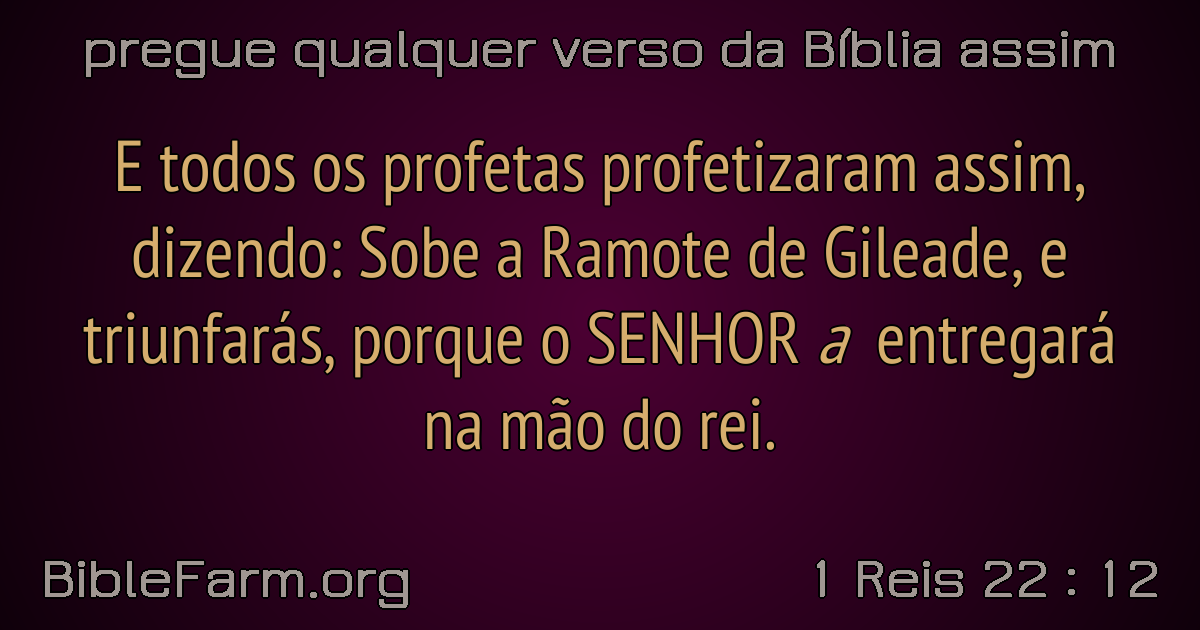 pregue qualquer verso da Bíblia assim
E todos os profetas profetizaram assim,
dizendo: Sobe a Ramote de Gileade, e
triunfarás, porque o SENHOR a entregará
na mão do rei.
BibleFarm.org
1 Reis 22 : 12